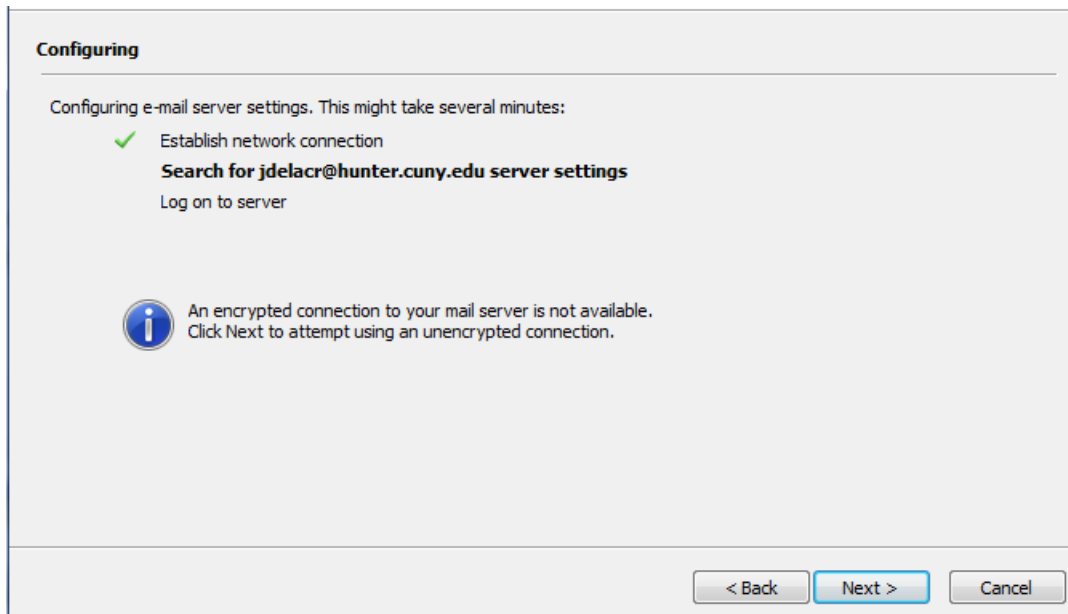 Configuring
Configuring e-mail server settings. This might take several minutes:
Establish network connection
Search for jdelacr@hunter.cuny.edu server settings
Log on to server
An encrypted connection to your mail server is not available.
Click Next to attempt using an unencrypted connection.
< Back Next > Cancel